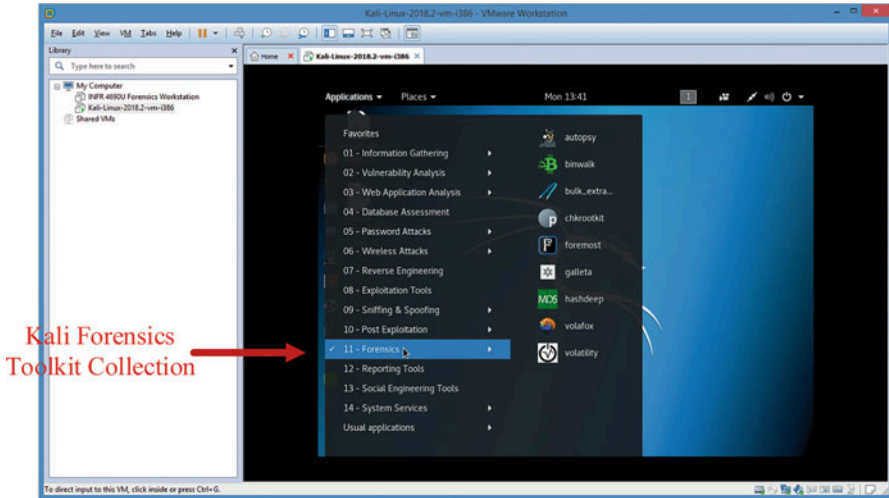 Kali-Linux-2018.2-vm-i386 - VMware Workstation
File Edit View VM Tabs Help
Library
Type here to search
My Computer
INFR 4690U Forensics Workstation
Kali-Linux-2018.2-vm-i386
Shared VMs
Home
Kali-Linux-2018.2-vm-i386
Applications
Places
Mon 13:41
1
Favorites
01 - Information Gathering
02 - Vulnerability Analysis
03 - Web Application Analysis
04 - Database Assessment
05 - Password Attacks
06 - Wireless Attacks
07 - Reverse Engineering
08 - Exploitation Tools
09 - Sniffing & Spoofing
10 - Post Exploitation
11 - Forensics
12 - Reporting Tools
13 - Social Engineering Tools
14 - System Services
Usual applications
autopsy
binwalk
bulk_extra...
chkrootkit
foremost
galleta
MD5 hashdeep
volafox
volatility
Kali Forensics
Toolkit Collection
To direct input to this VM, click inside or press Ctrl+G.